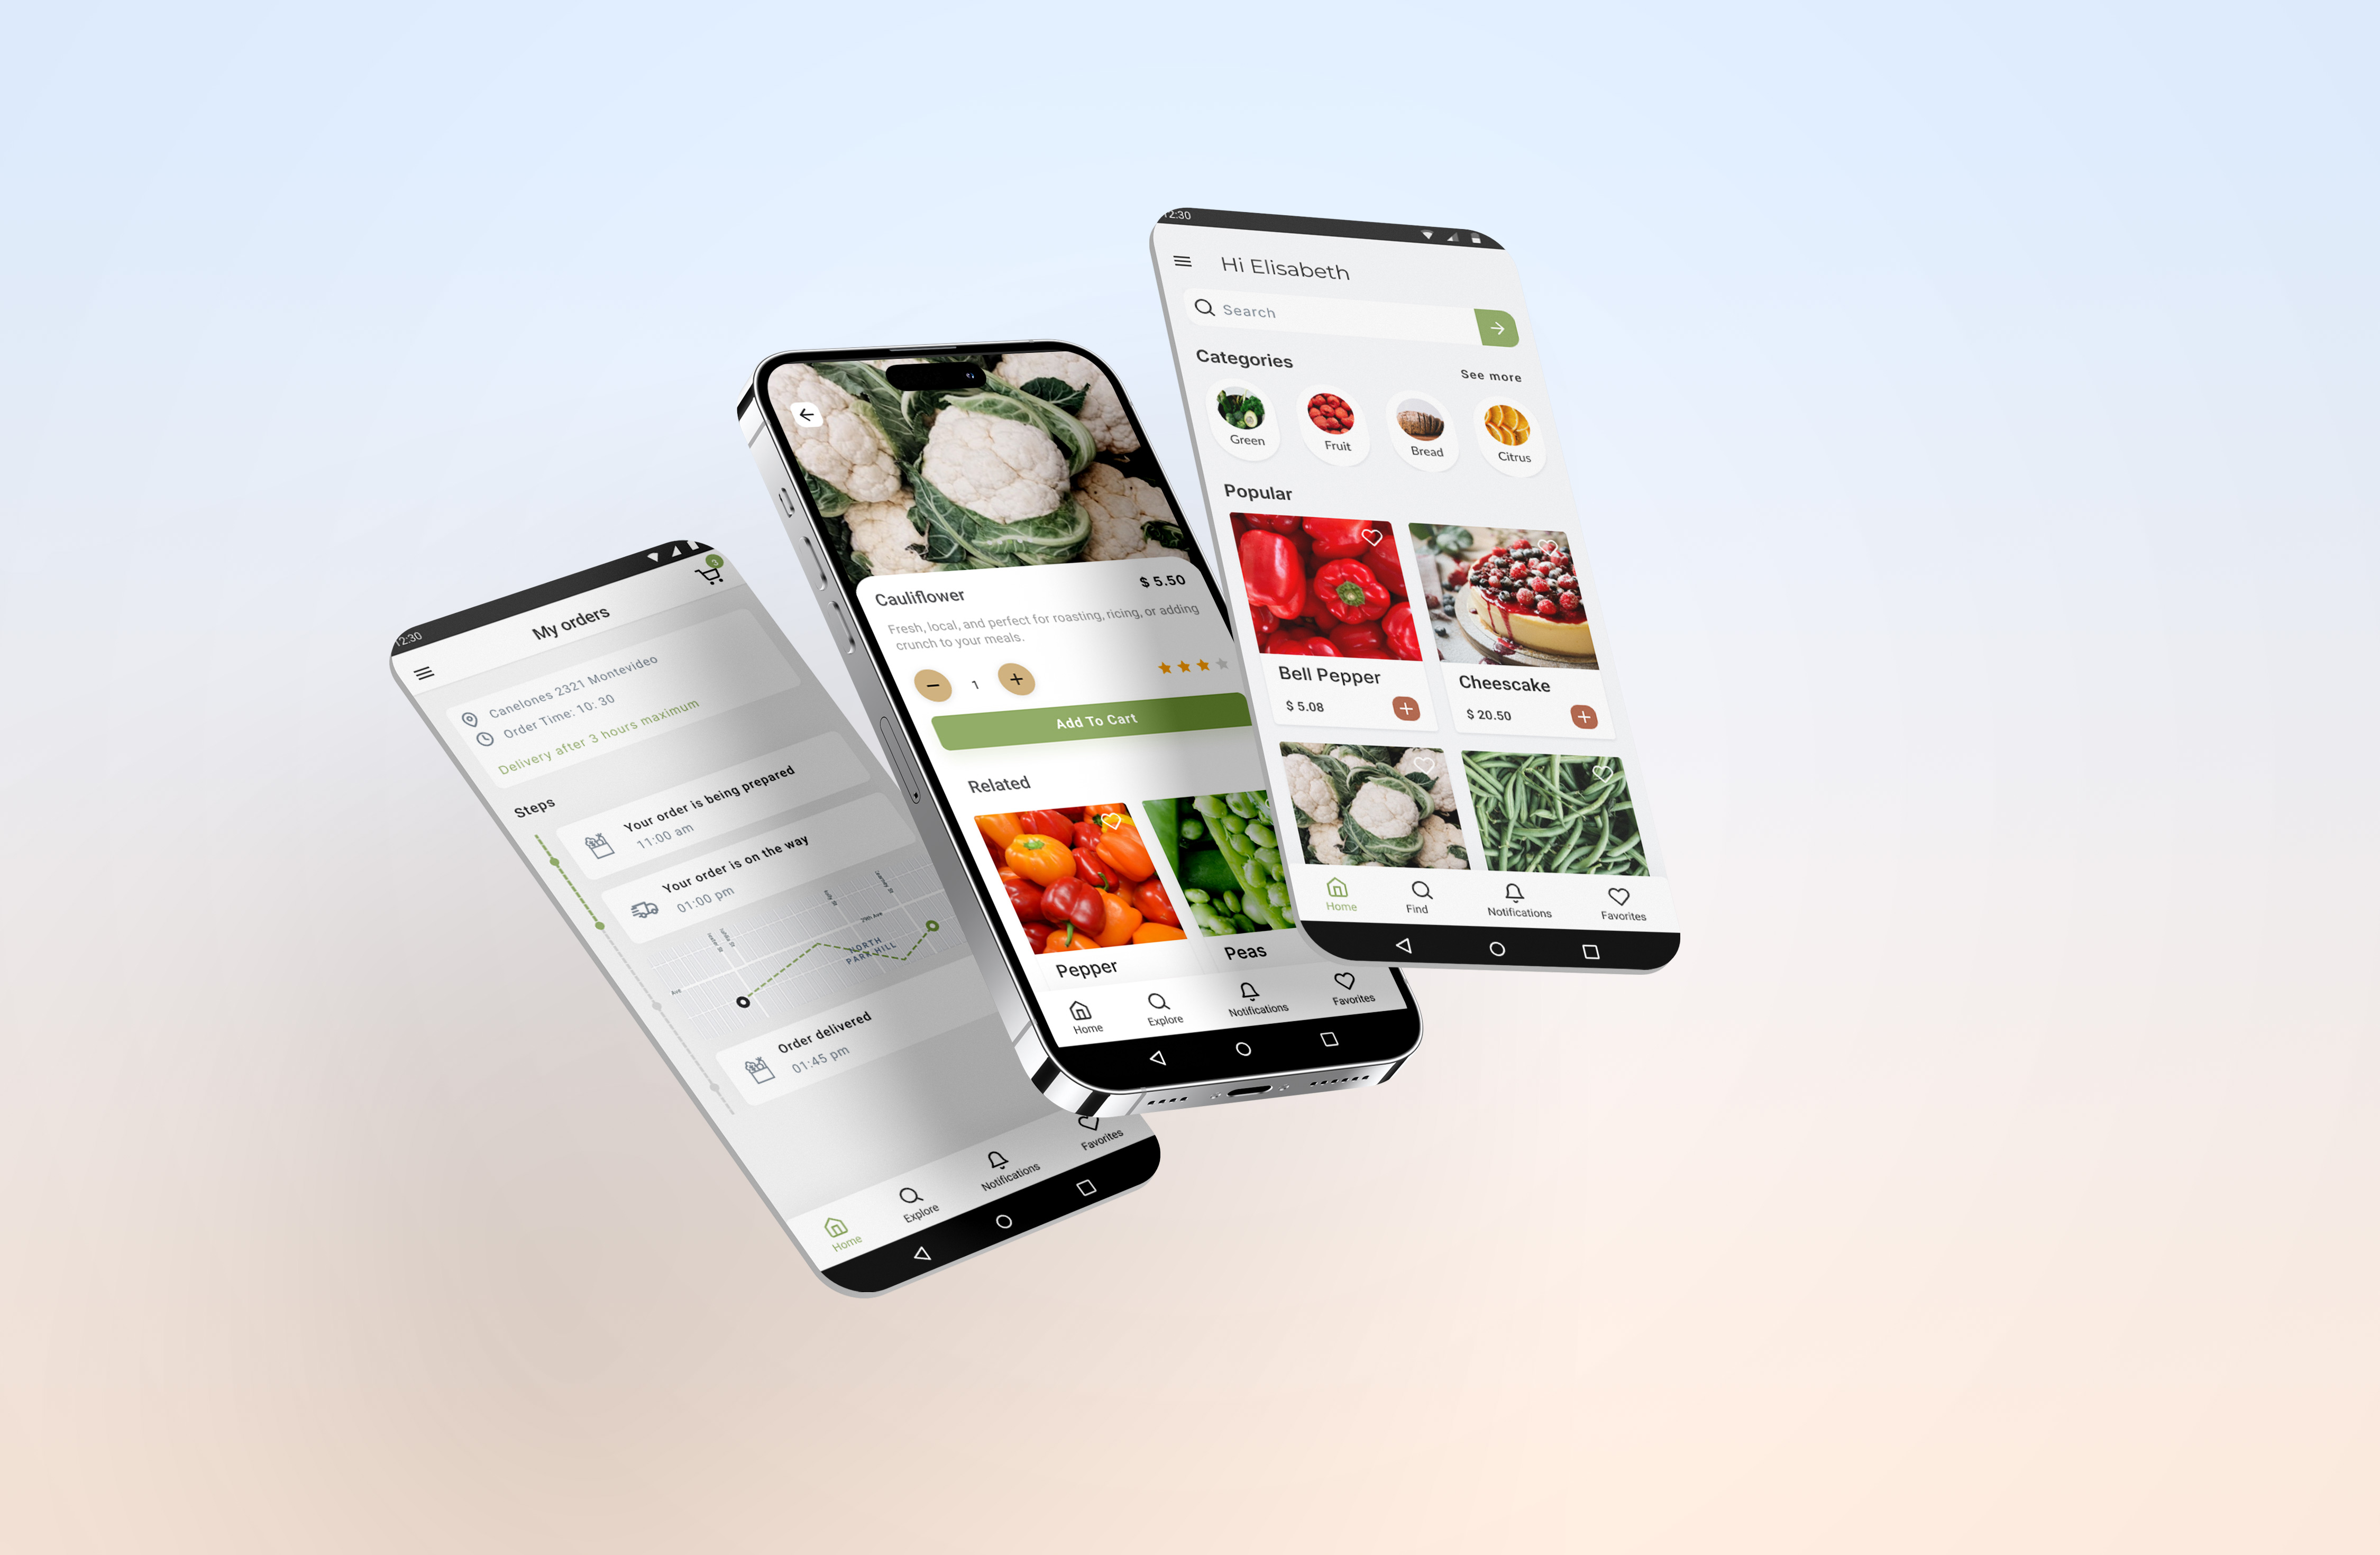 12:30
My orders
Canelones 2321 Montevideo
Order Time: 10: 30
Delivery after 3 hours maximum
Steps
Your order is being prepared
11:00 am
Your order is on the way
01:00 pm
29th Ave
NORTH
PARK HILL
Ave
Order delivered
01:45 pm
Home
Explore
Notifications
Favorites
Cauliflower
$ 5.50
Fresh, local, and perfect for roasting, ricing, or adding
crunch to your meals.
1
Add To Cart
Related
Pepper
Peas
Home
Explore
Notifications
Favorites
12:30
Hi Elisabeth
Search
Categories
See more
Green
Fruit
Bread
Citrus
Popular
Bell Pepper
$ 5.08
Cheescake
$ 20.50
Home
Find
Notifications
Favorites